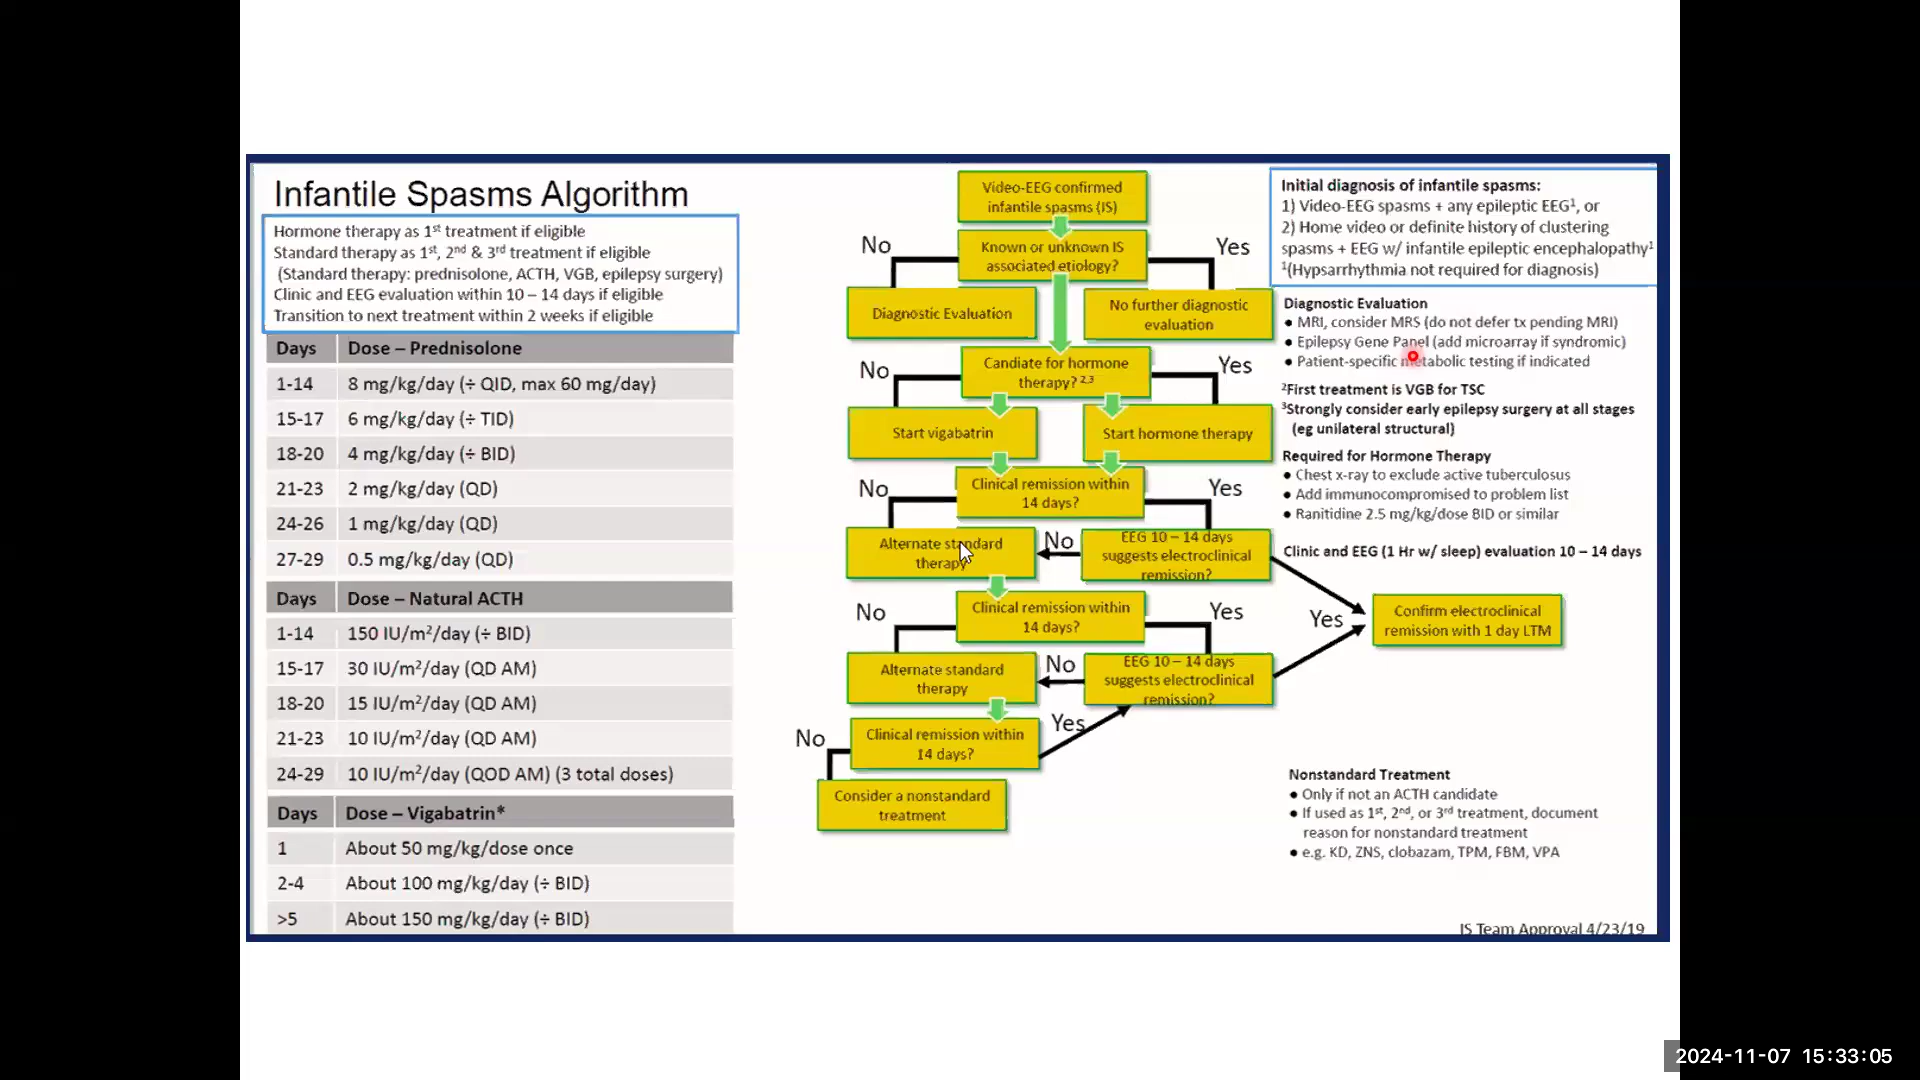 Infantile Spasms Algorithm
Hormone therapy as 1st treatment if eligible
Standard therapy as 1st, 2nd & 3rd treatment if eligible
(Standard therapy: prednisolone, ACTH, VGB, epilepsy surgery)
Clinic and EEG evaluation within 10 – 14 days if eligible
Transition to next treatment within 2 weeks if eligible
Days Dose – Prednisolone
1-14 8 mg/kg/day (÷ QID, max 60 mg/day)
15-17 6 mg/kg/day (÷ TID)
18-20 4 mg/kg/day (÷ BID)
21-23 2 mg/kg/day (QD)
24-26 1 mg/kg/day (QD)
27-29 0.5 mg/kg/day (QD)
Days Dose – Natural ACTH
1-14 150 IU/m²/day (÷ BID)
15-17 30 IU/m²/day (QD AM)
18-20 15 IU/m²/day (QD AM)
21-23 10 IU/m²/day (QD AM)
24-29 10 IU/m²/day (QOD AM) (3 total doses)
Days Dose – Vigabatrin*
1 About 50 mg/kg/dose once
2-4 About 100 mg/kg/day (÷ BID)
>5 About 150 mg/kg/day (÷ BID)
Video-EEG confirmed
infantile spasms (IS)
No
Known or unknown IS
associated etiology?
Yes
Diagnostic Evaluation
No further diagnostic
evaluation
No
Candiate for hormone
therapy? 2,3
Yes
Start vigabatrin
Start hormone therapy
No
Clinical remission within
14 days?
Yes
Alternate standard
therapy
No
EEG 10 – 14 days
suggests electroclinical
remission?
No
Clinical remission within
14 days?
Yes
Yes
Confirm electroclinical
remission with 1 day LTM
Alternate standard
therapy
No
EEG 10 – 14 days
suggests electroclinical
remission?
No
Clinical remission within
14 days?
Yes
Consider a nonstandard
treatment
Initial diagnosis of infantile spasms:
1) Video-EEG spasms + any epileptic EEG¹, or
2) Home video or definite history of clustering
spasms + EEG w/ infantile epileptic encephalopathy¹
¹(Hypsarrhythmia not required for diagnosis)
Diagnostic Evaluation
● MRI, consider MRS (do not defer tx pending MRI)
● Epilepsy Gene Panel (add microarray if syndromic)
● Patient-specific metabolic testing if indicated
²First treatment is VGB for TSC
³Strongly consider early epilepsy surgery at all stages
(eg unilateral structural)
Required for Hormone Therapy
● Chest x-ray to exclude active tuberculosus
● Add immunocompromised to problem list
● Ranitidine 2.5 mg/kg/dose BID or similar
Clinic and EEG (1 Hr w/ sleep) evaluation 10 – 14 days
Nonstandard Treatment
● Only if not an ACTH candidate
● If used as 1st, 2nd, or 3rd treatment, document
reason for nonstandard treatment
● e.g. KD, ZNS, clobazam, TPM, FBM, VPA
IS Team Approval 4/23/19
2024-11-07 15:33:05